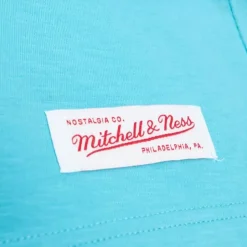 NOSTALGIA CO.
Mitchell & Ness
PHILADELPHIA, PA.